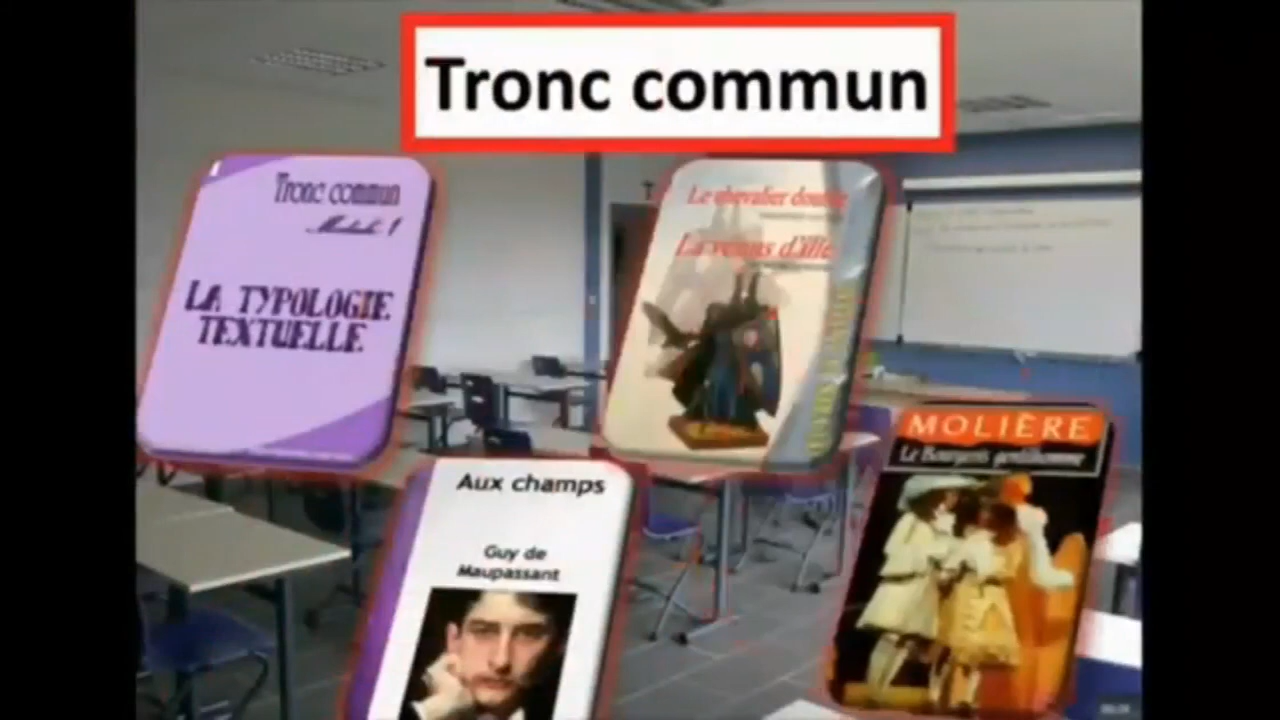 Tronc commun
Tronc commun
Module 1
LA TYPOLOGIE
TEXTUELLE
Le chevalier double
La venus d'ille
MOLIÈRE
Le Bourgeois gentilhomme
Aux champs
Guy de
Maupassant